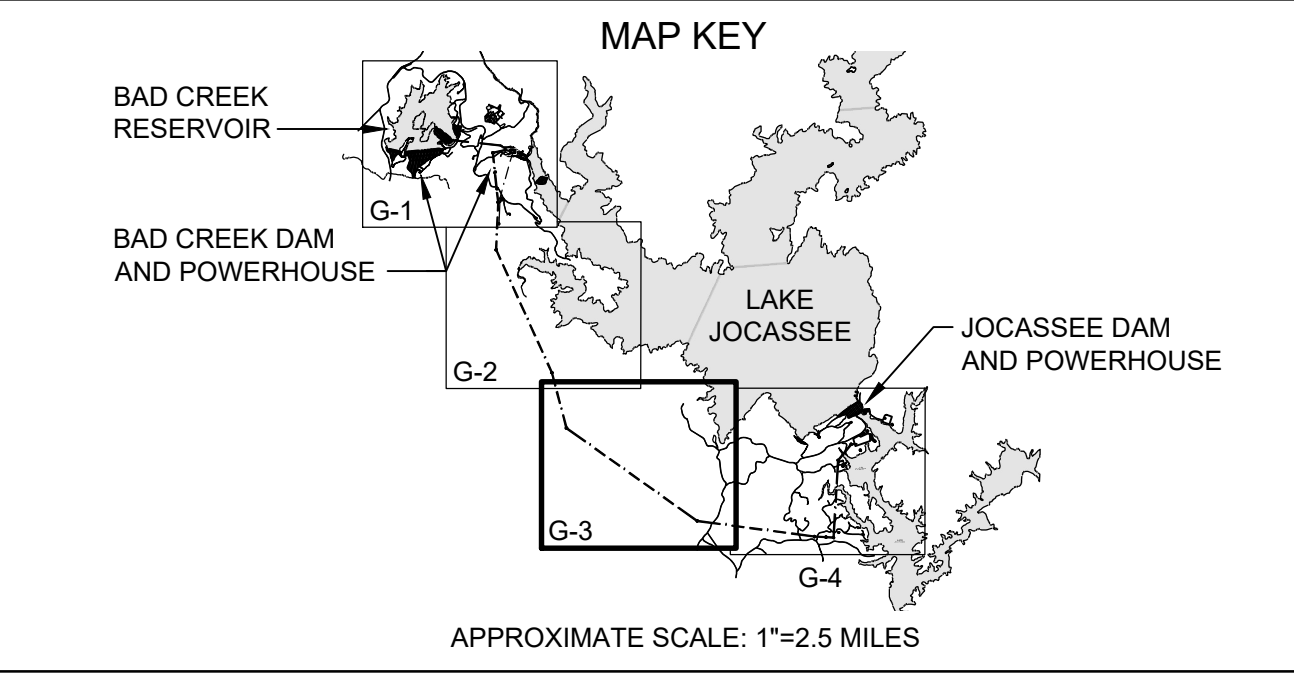 MAP KEY
BAD CREEK
RESERVOIR
G-1
BAD CREEK DAM
AND POWERHOUSE
G-2
LAKE
JOCASSEE
JOCASSEE DAM
AND POWERHOUSE
G-3
G-4
APPROXIMATE SCALE: 1"=2.5 MILES